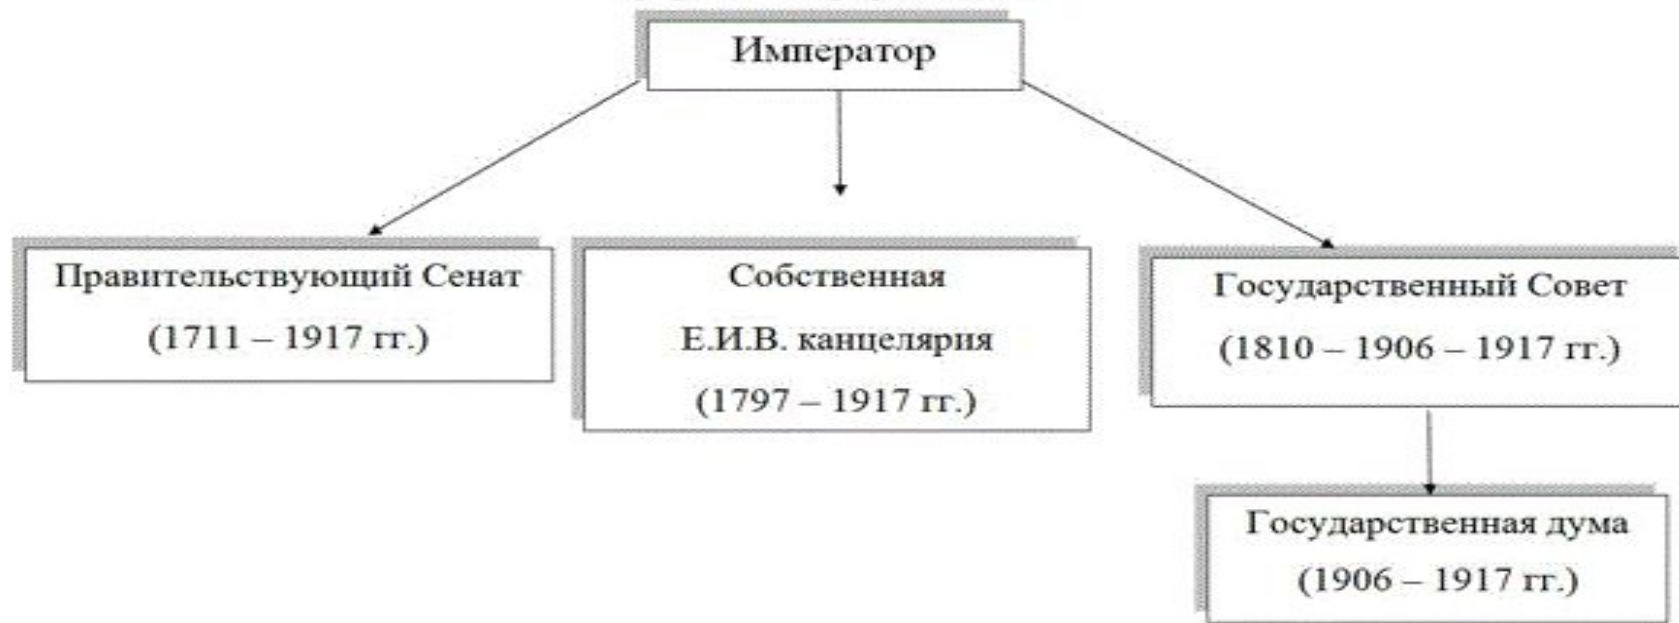 Император
Правительствующий Сенат
(1711 – 1917 гг.)
Собственная
Е.И.В. канцелярия
(1797 – 1917 гг.)
Государственный Совет
(1810 – 1906 – 1917 гг.)
Государственная дума
(1906 – 1917 гг.)